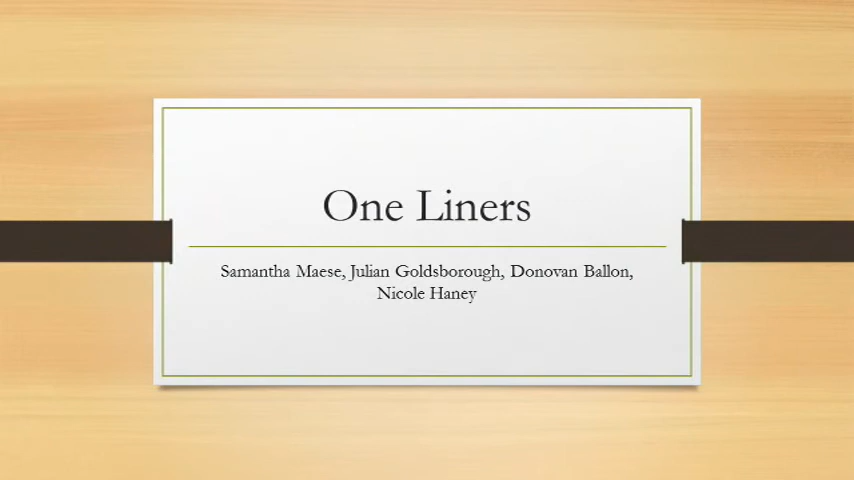 One Liners
Samantha Maese, Julian Goldsborough, Donovan Ballon,
Nicole Haney